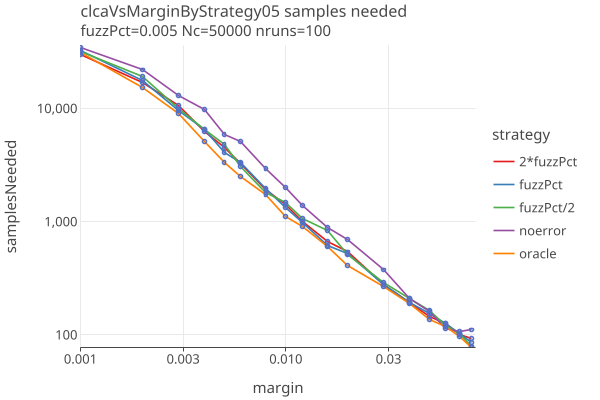 clcaVsMarginByStrategy05 samples needed
fuzzPct=0.005 Nc=50000 nruns=100
samplesNeeded
10,000
1,000
100
0.001
0.003
0.010
0.03
margin
strategy
2*fuzzPct
fuzzPct
fuzzPct/2
noerror
oracle